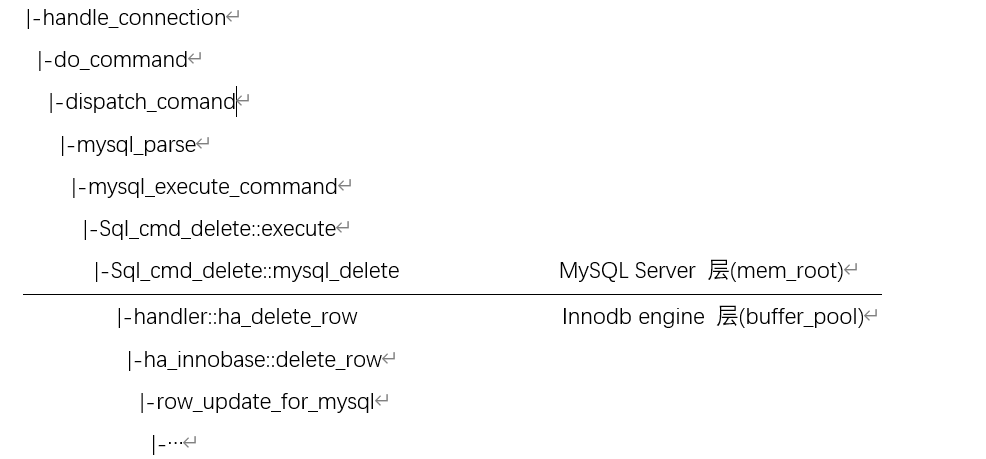 |-handle_connection↵
|-do_command↵
|-dispatch_comand↵
|-mysql_parse↵
|-mysql_execute_command↵
|-Sql_cmd_delete::execute↵
|-Sql_cmd_delete::mysql_delete MySQL Server 层(mem_root)↵
|-handler::ha_delete_row Innodb engine 层(buffer_pool)↵
|-ha_innobase::delete_row↵
|-row_update_for_mysql↵
|-…↵